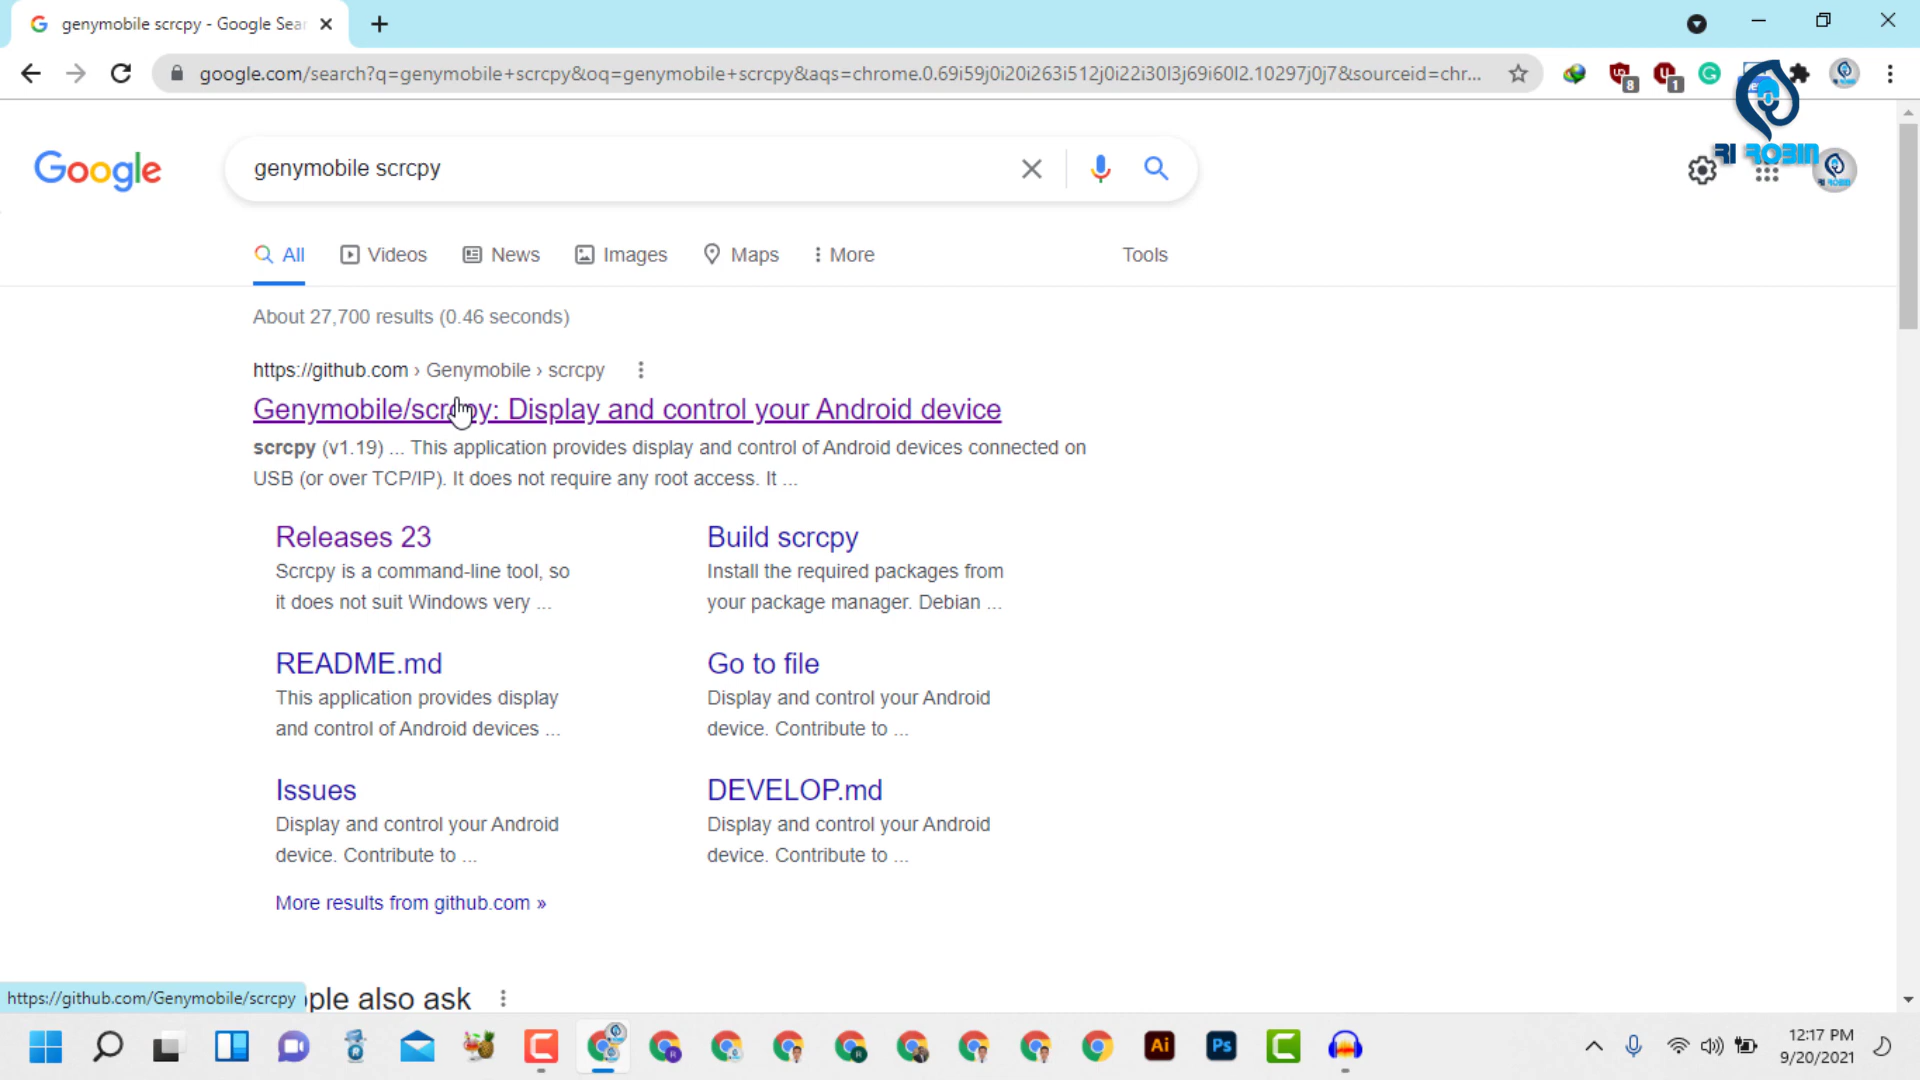 genymobile scrcpy - Google Sear
google.com/search?q=genymobile+scrcpy&oq=genymobile+scrcpy&aqs=chrome.0.69i59j0i20i263i512j0i22i30l3j69i60l2.10297j0j7&sourceid=chr...
8
1
RI ROBIN
Google
genymobile scrcpy
All
Videos
News
Images
Maps
More
Tools
About 27,700 results (0.46 seconds)
https://github.com › Genymobile › scrcpy
Genymobile/scrcpy: Display and control your Android device
scrcpy (v1.19) ... This application provides display and control of Android devices connected on
USB (or over TCP/IP). It does not require any root access. It ...
Releases 23
Scrcpy is a command-line tool, so
it does not suit Windows very ...
Build scrcpy
Install the required packages from
your package manager. Debian ...
README.md
This application provides display
and control of Android devices ...
Go to file
Display and control your Android
device. Contribute to ...
Issues
Display and control your Android
device. Contribute to ...
DEVELOP.md
Display and control your Android
device. Contribute to ...
More results from github.com »
https://github.com/Genymobile/scrcpy
ople also ask
Ai
Ps
12:17 PM
9/20/2021